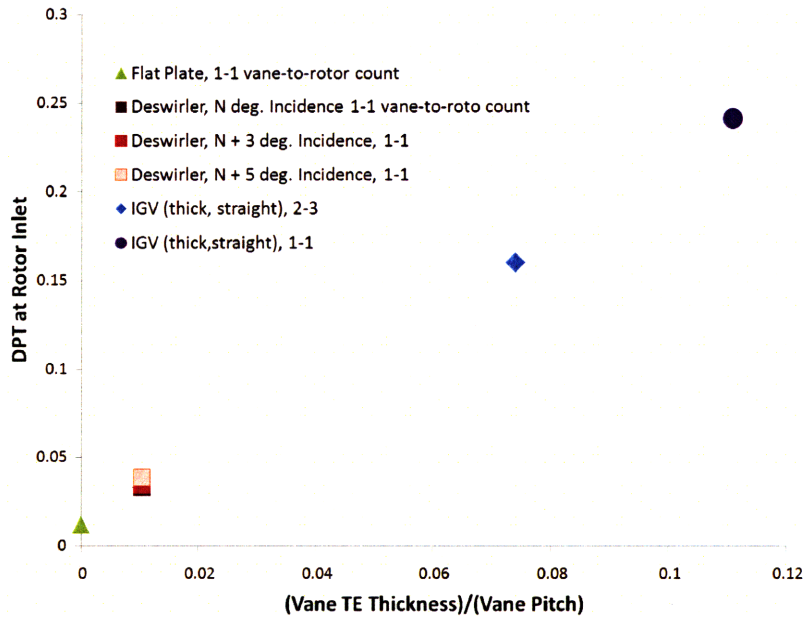 0.3
0.25
0.2
0.15
0.1
0.05
0
DPT at Rotor Inlet
Flat Plate, 1-1 vane-to-rotor count
Deswirler, N deg. Incidence 1-1 vane-to-roto count
Deswirler, N + 3 deg. Incidence, 1-1
Deswirler, N + 5 deg. Incidence, 1-1
IGV (thick, straight), 2-3
IGV (thick,straight), 1-1
0 0.02 0.04 0.06 0.08 0.1 0.12
(Vane TE Thickness)/(Vane Pitch)